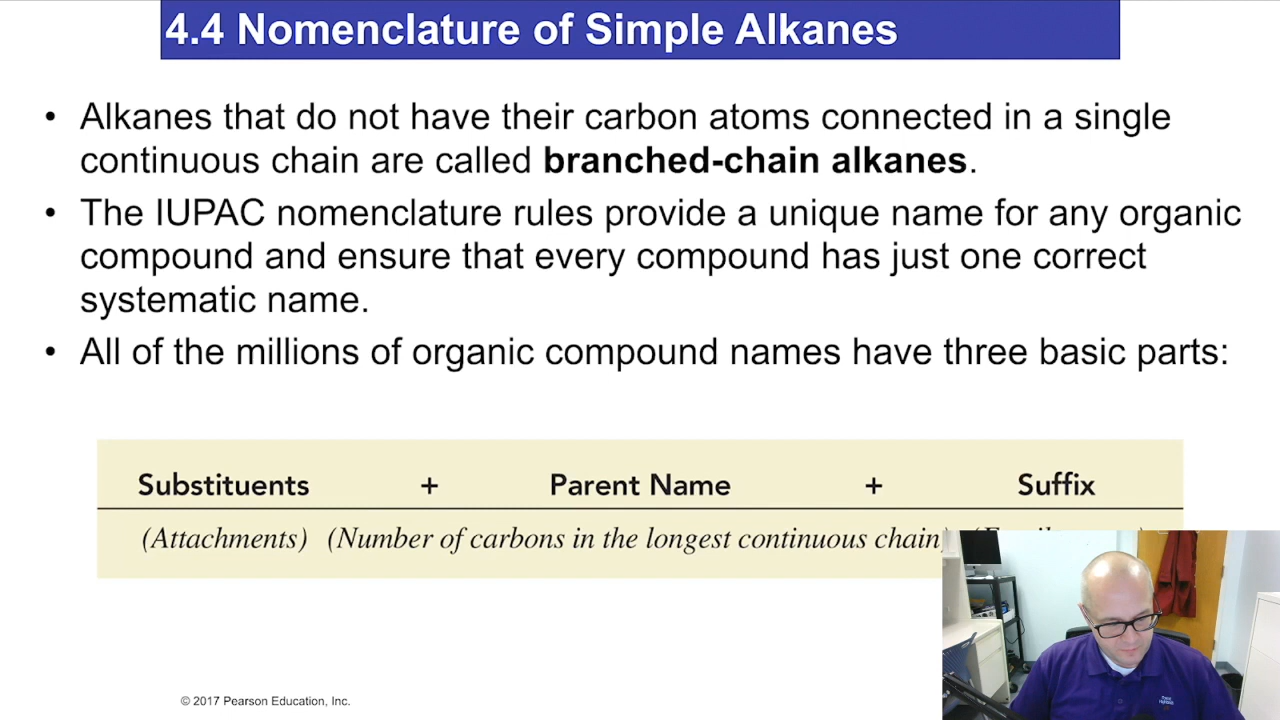 4.4 Nomenclature of Simple Alkanes
• Alkanes that do not have their carbon atoms connected in a single
continuous chain are called branched-chain alkanes.
• The IUPAC nomenclature rules provide a unique name for any organic
compound and ensure that every compound has just one correct
systematic name.
• All of the millions of organic compound names have three basic parts:
Substituents + Parent Name + Suffix
(Attachments) (Number of carbons in the longest continuous chain)
© 2017 Pearson Education, Inc.